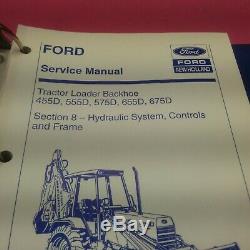 FORD
Ford
Service Manual
FORD
NEW HOLLAND
Tractor Loader Backhoe
455D, 555D, 575D, 655D, 675D
Section 8 – Hydraulic System, Controls
and Frame